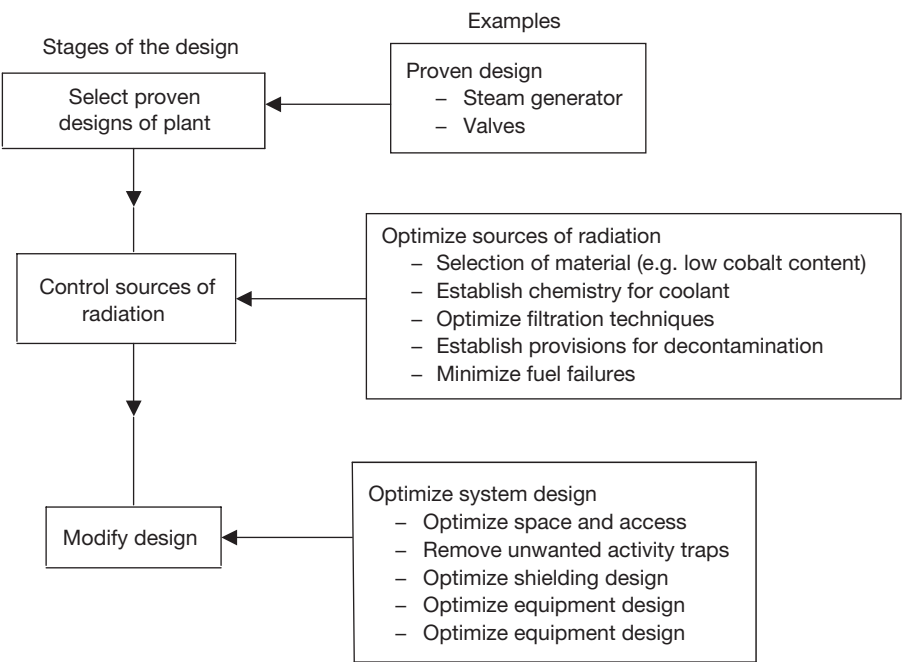 Examples
Stages of the design
Select proven
designs of plant
Proven design
– Steam generator
– Valves
Control sources of
radiation
Optimize sources of radiation
– Selection of material (e.g. low cobalt content)
– Establish chemistry for coolant
– Optimize filtration techniques
– Establish provisions for decontamination
– Minimize fuel failures
Modify design
Optimize system design
– Optimize space and access
– Remove unwanted activity traps
– Optimize shielding design
– Optimize equipment design
– Optimize equipment design